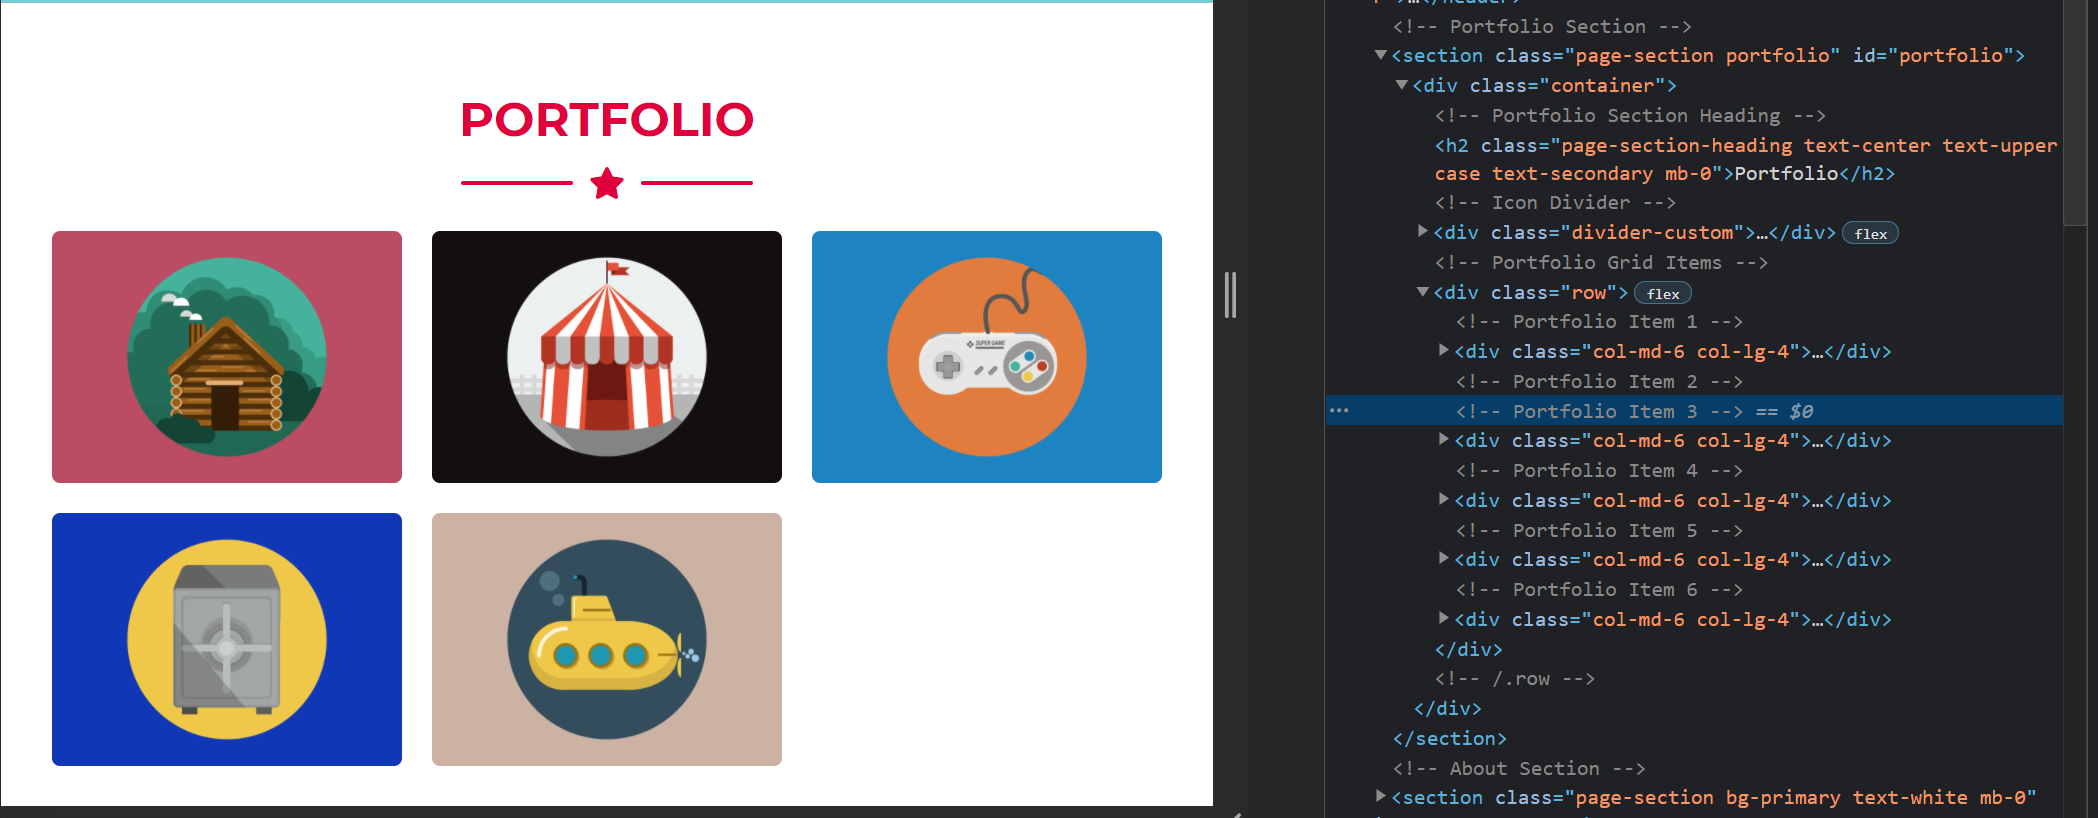 PORTFOLIO
SUPER GAME
<!-- Portfolio Section -->
<section class="page-section portfolio" id="portfolio">
<div class="container">
<!-- Portfolio Section Heading -->
<h2 class="page-section-heading text-center text-upper
case text-secondary mb-0">Portfolio</h2>
<!-- Icon Divider -->
<div class="divider-custom">…</div> flex
<!-- Portfolio Grid Items -->
<div class="row"> flex
<!-- Portfolio Item 1 -->
<div class="col-md-6 col-lg-4">…</div>
<!-- Portfolio Item 2 -->
<!-- Portfolio Item 3 --> == $0
<div class="col-md-6 col-lg-4">…</div>
<!-- Portfolio Item 4 -->
<div class="col-md-6 col-lg-4">…</div>
<!-- Portfolio Item 5 -->
<div class="col-md-6 col-lg-4">…</div>
<!-- Portfolio Item 6 -->
<div class="col-md-6 col-lg-4">…</div>
</div>
<!-- /.row -->
</div>
</section>
<!-- About Section -->
<section class="page-section bg-primary text-white mb-0"